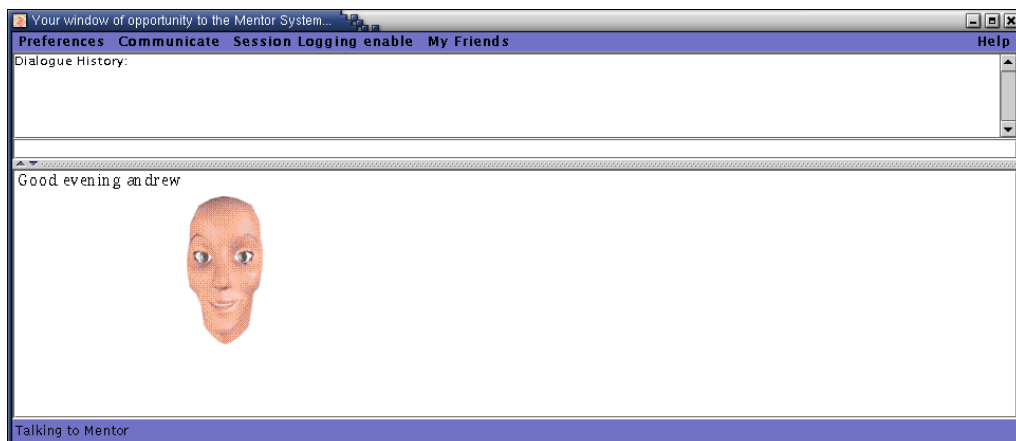 Your window of opportunity to the Mentor System...
Preferences Communicate Session Logging enable My Friends Help
Dialogue History:
Good evening andrew
Talking to Mentor